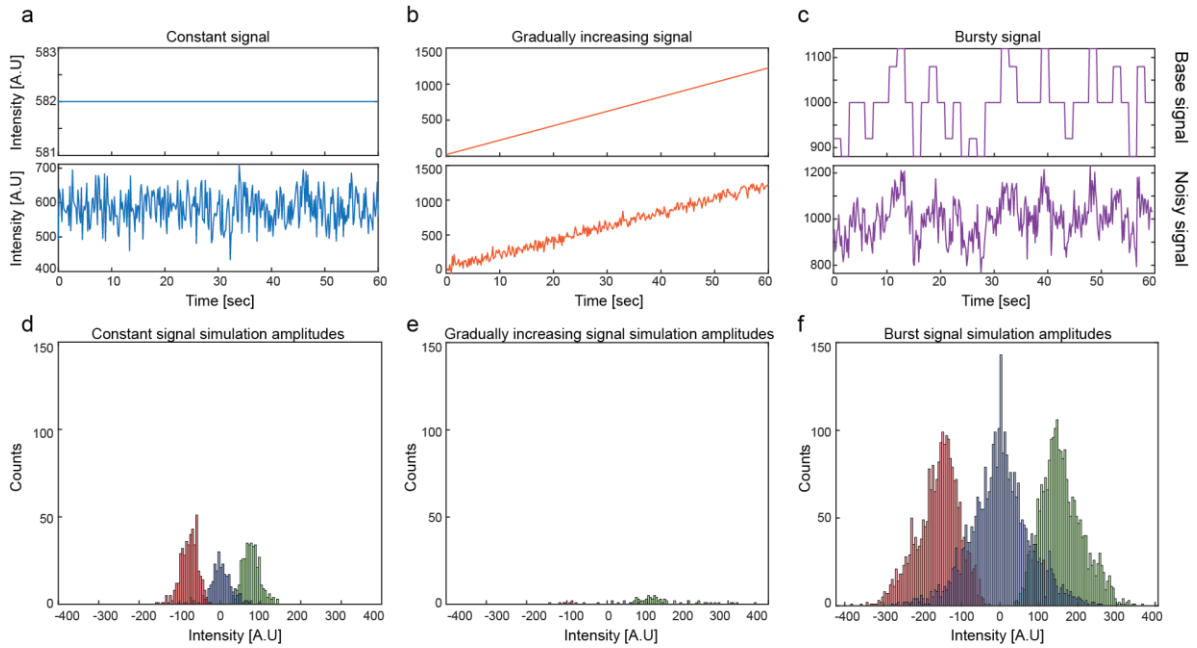 a
Constant signal
583
582
581
Intensity [A.U]
700
600
500
400
Intensity [A.U]
0 10 20 30 40 50 60
Time [sec]
b
Gradually increasing signal
1500
1000
500
0
1500
1000
500
0
0 10 20 30 40 50 60
Time [sec]
c
Bursty signal
1100
1000
900
Base signal
1200
1000
800
Noisy signal
0 10 20 30 40 50 60
Time [sec]
d
Constant signal simulation amplitudes
150
100
50
0
Counts
-400 -300 -200 -100 0 100 200 300 400
Intensity [A.U]
e
Gradually increasing signal simulation amplitudes
150
100
50
0
Counts
-400 -300 -200 -100 0 100 200 300 400
Intensity [A.U]
f
Burst signal simulation amplitudes
150
100
50
0
Counts
-400 -300 -200 -100 0 100 200 300 400
Intensity [A.U]